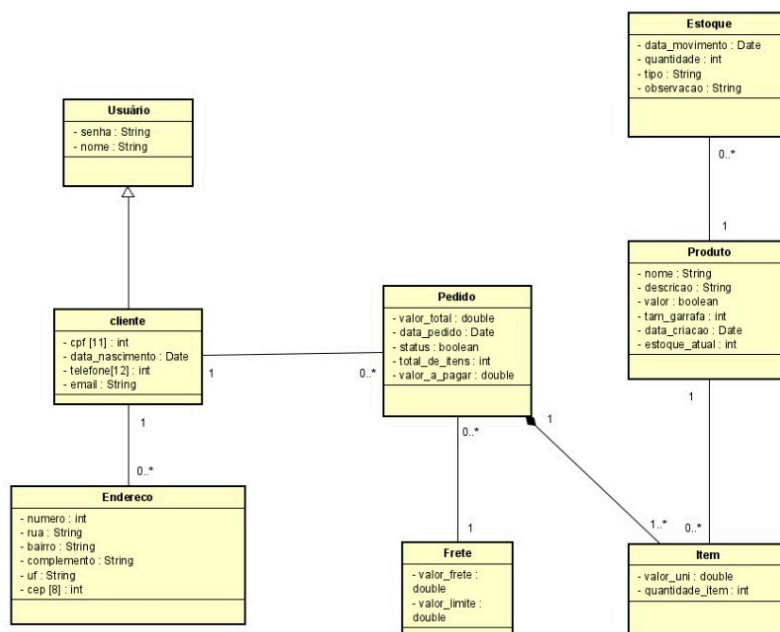 Estoque
- data_movimento : Date
- quantidade : int
- tipo : String
- observacao : String
0..*
1
Usuário
- senha : String
- nome : String
Produto
- nome : String
- descricao : String
- valor : boolean
- tam_garrafa : int
- data_criacao : Date
- estoque_atual : int
1
0..*
cliente
- cpf [11] : int
- data_nascimento : Date
- telefone[12] : int
- email : String
1
0..*
Pedido
- valor_total : double
- data_pedido : Date
- status : boolean
- total_de_itens : int
- valor_a_pagar : double
1
0..*
0..*
1
1
1..*
Endereco
- numero : int
- rua : String
- bairro : String
- complemento : String
- uf : String
- cep [8] : int
Frete
- valor_frete :
double
- valor_limite :
double
Item
- valor_uni : double
- quantidade_item : int